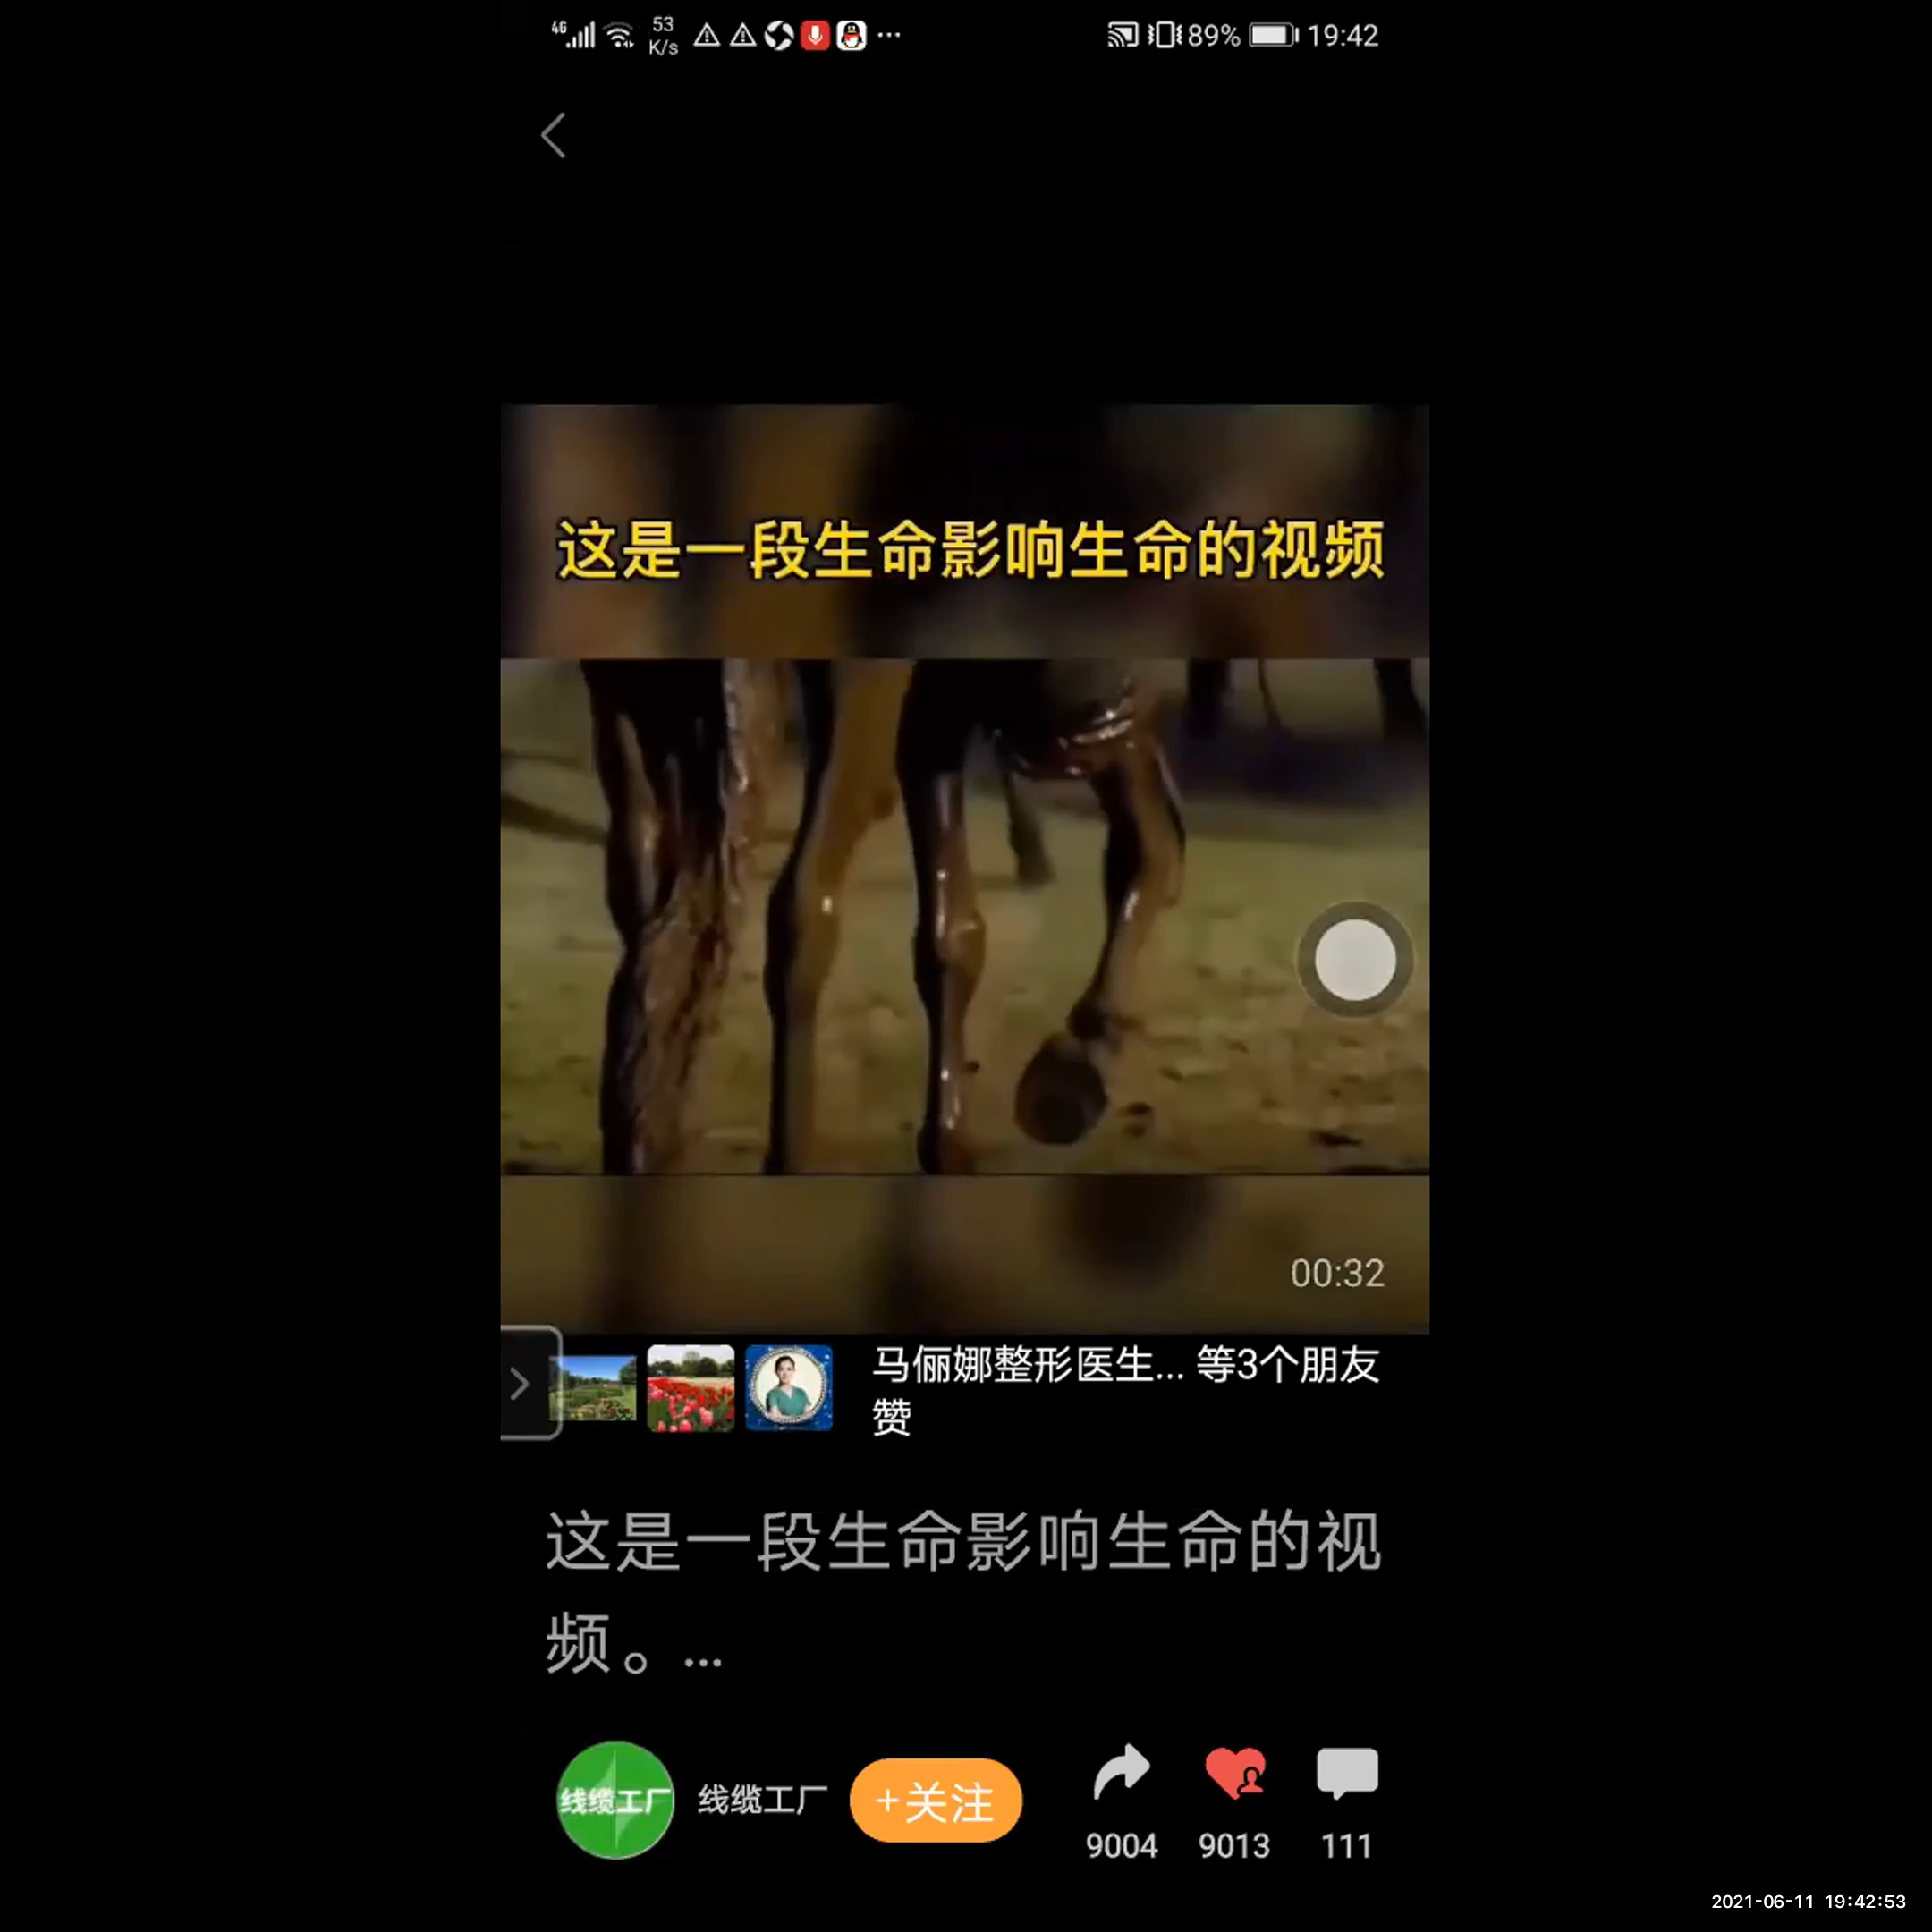 4G 53 K/s 89% 19:42
这是一段生命影响生命的视频
00:32
马俪娜整形医生... 等3个朋友
赞
这是一段生命影响生命的视
频。...
线缆工厂 线缆工厂 +关注
9004 9013 111
2021-06-11 19:42:53